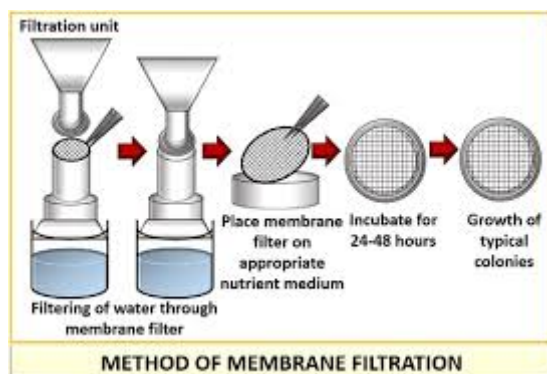 Filtration unit
Filtering of water through
membrane filter
Place membrane
filter on
appropriate
nutrient medium
Incubate for
24-48 hours
Growth of
typical
colonies
METHOD OF MEMBRANE FILTRATION